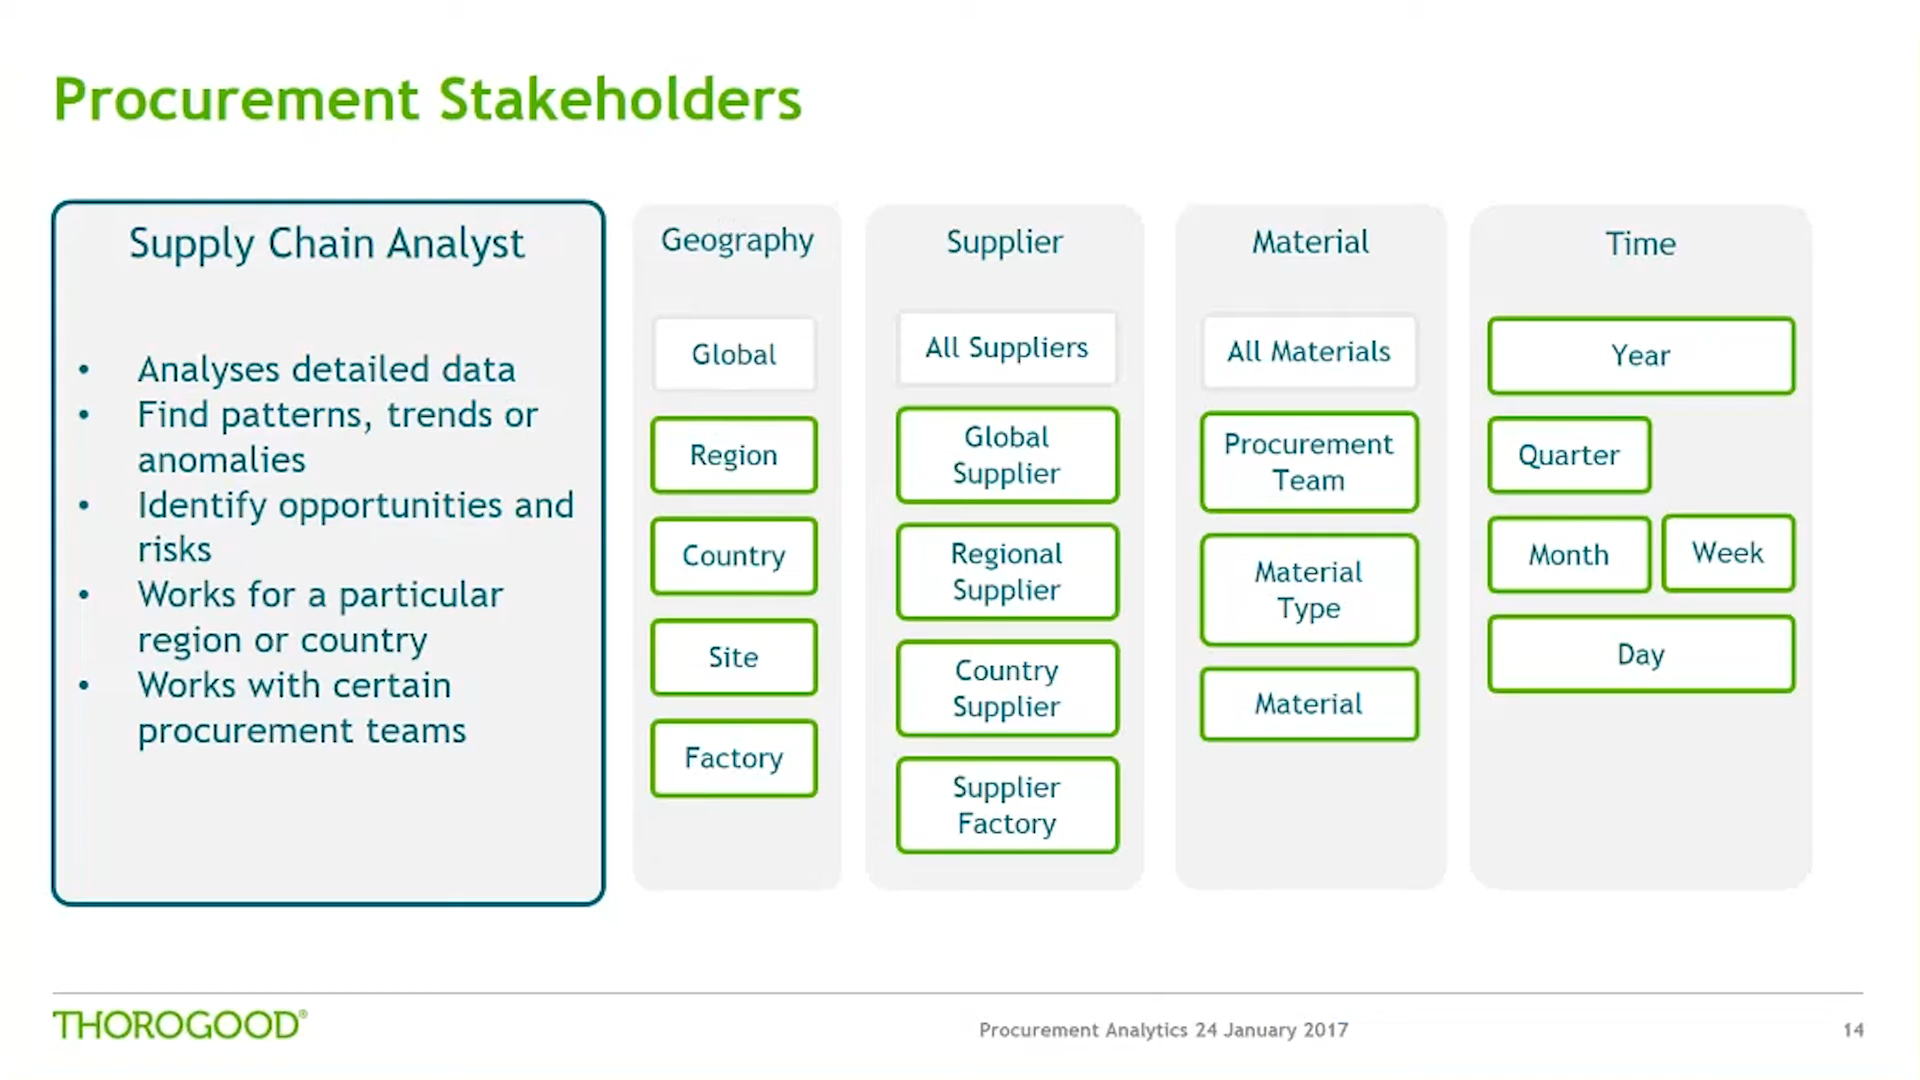 Procurement Stakeholders
Supply Chain Analyst
• Analyses detailed data
• Find patterns, trends or
anomalies
• Identify opportunities and
risks
• Works for a particular
region or country
• Works with certain
procurement teams
Geography
Global
Region
Country
Site
Factory
Supplier
All Suppliers
Global
Supplier
Regional
Supplier
Country
Supplier
Supplier
Factory
Material
All Materials
Procurement
Team
Material
Type
Material
Time
Year
Quarter
Month Week
Day
THOROGOOD®
Procurement Analytics 24 January 2017
14